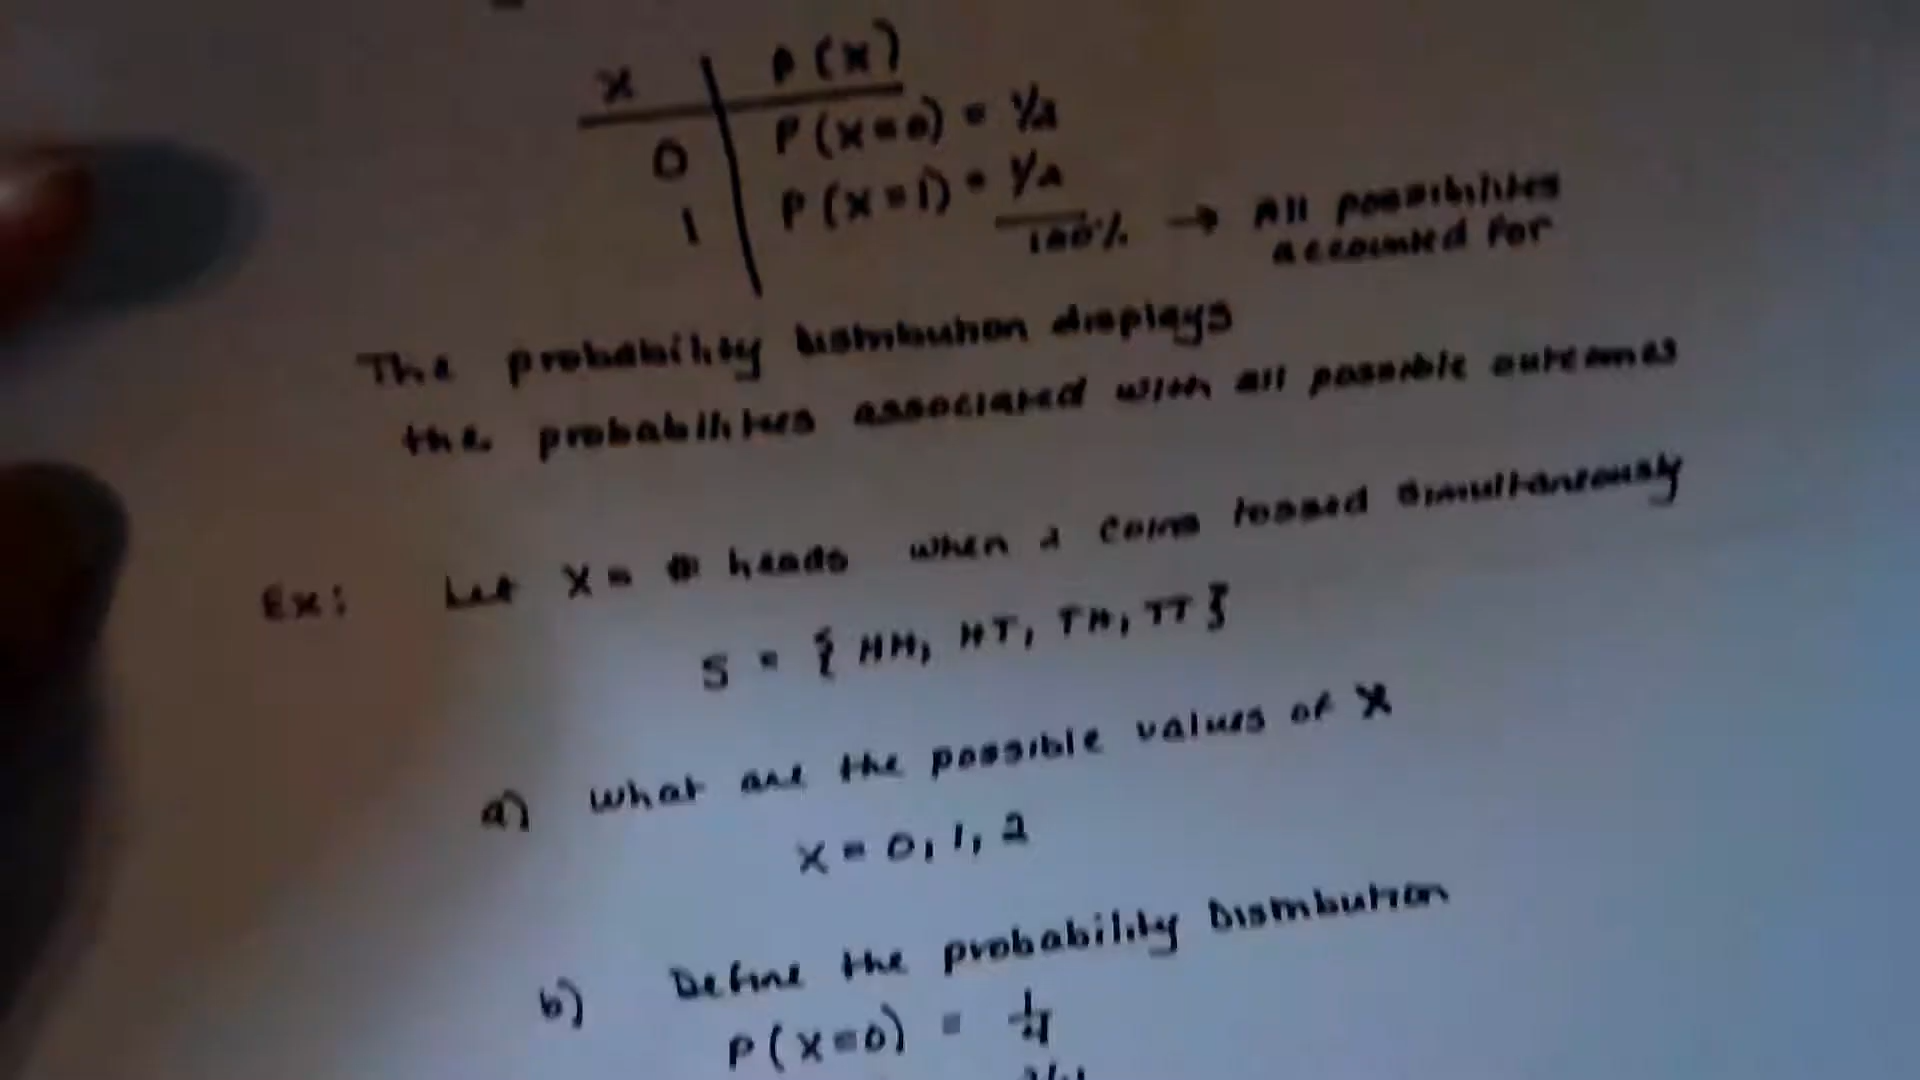 x | P(x)
0 | P(x=0) = 1/2
1 | P(x=1) = 1/2
100% → All possibilities
accounted for
The probability Distribution displays
the probabilities associated with all possible outcomes
Ex: Let X = # heads when 2 coins tossed simultaneously
S = { HH, HT, TH, TT }
a) What are the possible values of X
X = 0, 1, 2
b) Define the probability Distribution
P(X=0) = 1/4